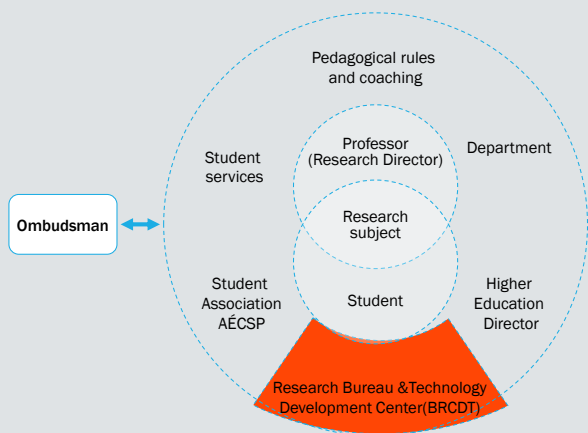 Pedagogical rules
and coaching
Professor
(Research Director)
Department
Student
services
Research
subject
Ombudsman
Student
Association
AÉCSP
Student
Higher
Education
Director
Research Bureau &Technology
Development Center(BRCDT)